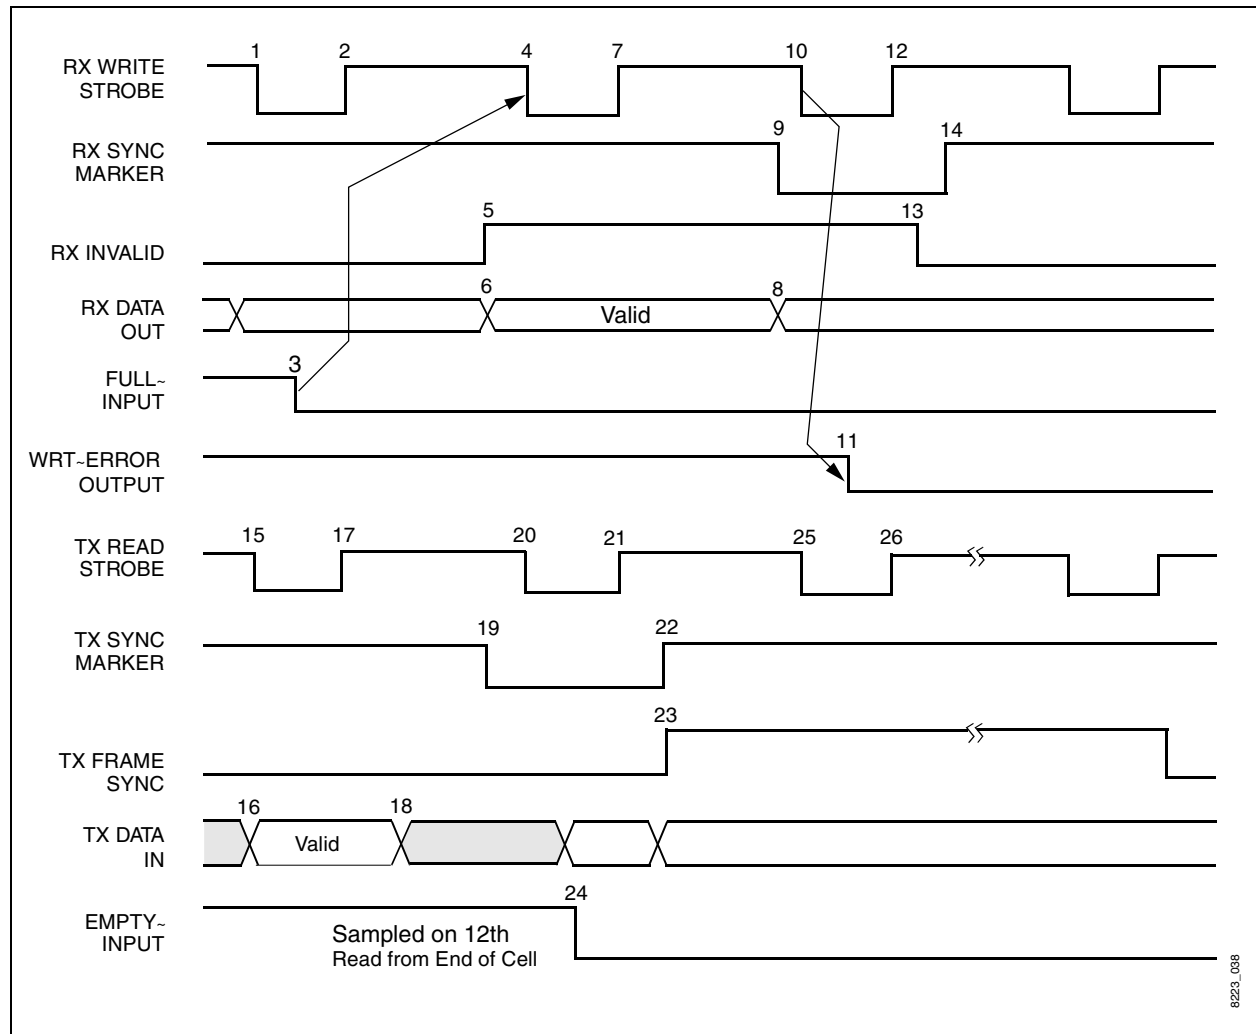 1 2 4 7 10 12
RX WRITE
STROBE
9 14
RX SYNC
MARKER
5 13
RX INVALID
6 8
RX DATA
OUT
Valid
3
FULL~
INPUT
11
WRT~ERROR
OUTPUT
15 17 20 21 25 26
TX READ
STROBE
19 22
TX SYNC
MARKER
23
TX FRAME
SYNC
16 18
TX DATA
IN
Valid
24
EMPTY~
INPUT
Sampled on 12th
Read from End of Cell
8223_038